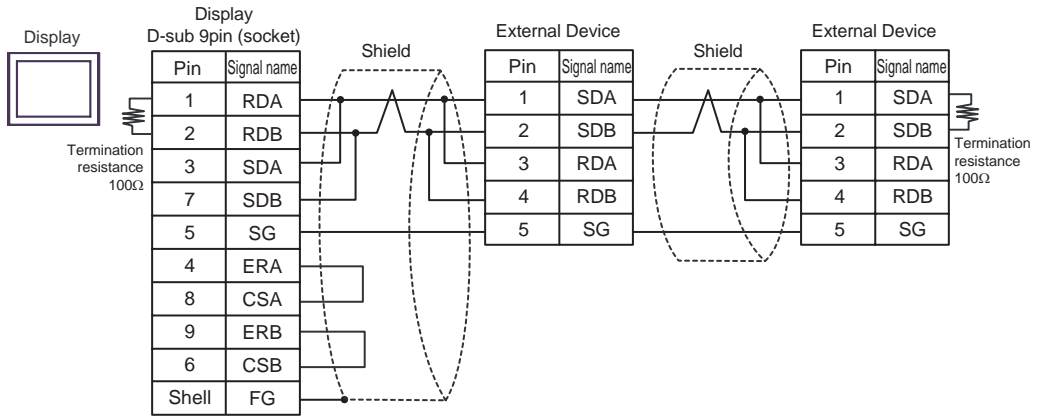 Display
Display
D-sub 9pin (socket)
Shield
External Device
Shield
External Device
Pin Signal name
1 RDA
2 RDB
3 SDA
7 SDB
5 SG
4 ERA
8 CSA
9 ERB
6 CSB
Shell FG
Termination
resistance
100Ω
Pin Signal name
1 SDA
2 SDB
3 RDA
4 RDB
5 SG
Pin Signal name
1 SDA
2 SDB
3 RDA
4 RDB
5 SG
Termination
resistance
100Ω